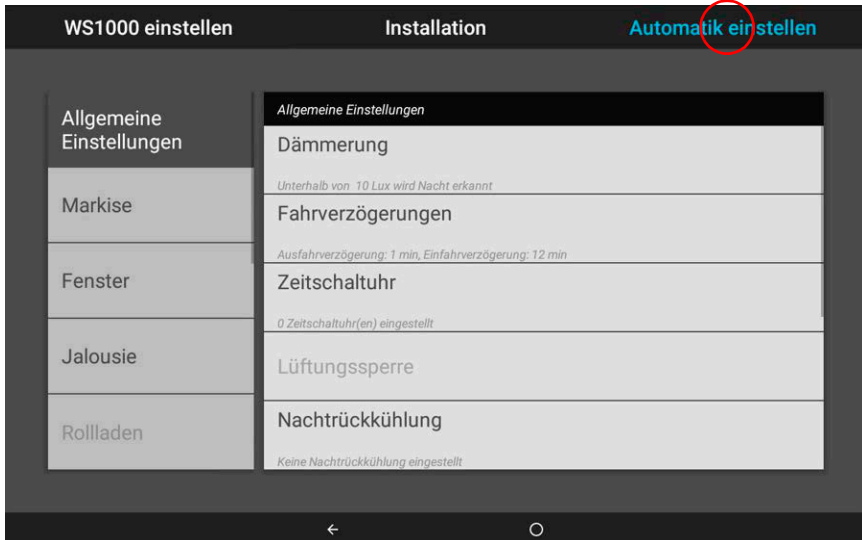 WS1000 einstellen
Installation
Automatik einstellen
Allgemeine
Einstellungen
Markise
Fenster
Jalousie
Rollladen
Allgemeine Einstellungen
Dämmerung
Unterhalb von 10 Lux wird Nacht erkannt
Fahrverzögerungen
Ausfahrverzögerung: 1 min, Einfahrverzögerung: 12 min
Zeitschaltuhr
0 Zeitschaltuhr(en) eingestellt
Lüftungssperre
Nachtrückkühlung
Keine Nachtrückkühlung eingestellt